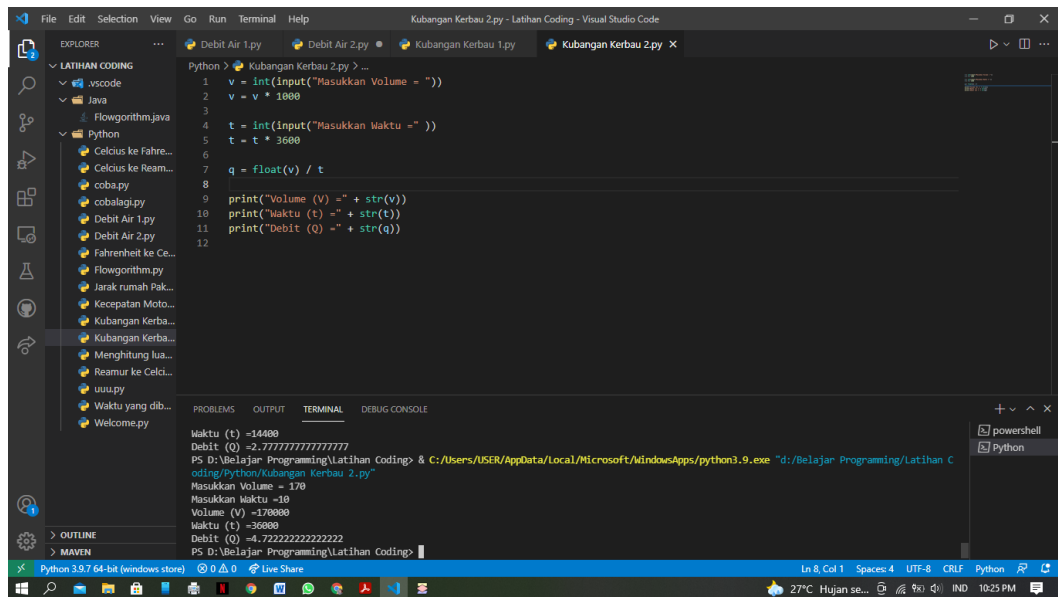 File Edit Selection View Go Run Terminal Help Kubangan Kerbau 2.py - Latihan Coding - Visual Studio Code
EXPLORER ... Debit Air 1.py Debit Air 2.py Kubangan Kerbau 1.py Kubangan Kerbau 2.py
LATIHAN CODING
.vscode
Java
Flowgorithm.java
Python
Celcius ke Fahre...
Celcius ke Ream...
coba.py
cobalagi.py
Debit Air 1.py
Debit Air 2.py
Fahrenheit ke Ce...
Flowgorithm.py
Jarak rumah Pak...
Kecepatan Moto...
Kubangan Kerba...
Kubangan Kerba...
Menghitung lua...
Reamur ke Celci...
uuu.py
Waktu yang dib...
Welcome.py
OUTLINE
MAVEN
2
1
Python > Kubangan Kerbau 2.py > ...
1 v = int(input("Masukkan Volume = "))
2 v = v * 1000
3
4 t = int(input("Masukkan Waktu =" ))
5 t = t * 3600
6
7 q = float(v) / t
8
9 print("Volume (V) =" + str(v))
10 print("Waktu (t) =" + str(t))
11 print("Debit (Q) =" + str(q))
12
PROBLEMS OUTPUT TERMINAL DEBUG CONSOLE
powershell
Python
Waktu (t) =14400
Debit (Q) =2.7777777777777777
PS D:\Belajar Programming\Latihan Coding> & C:/Users/USER/AppData/Local/Microsoft/WindowsApps/python3.9.exe "d:/Belajar Programming/Latihan C
oding/Python/Kubangan Kerbau 2.py"
Masukkan Volume = 170
Masukkan Waktu =10
Volume (V) =170000
Waktu (t) =36000
Debit (Q) =4.722222222222222
PS D:\Belajar Programming\Latihan Coding>
Python 3.9.7 64-bit (windows store) 0 0 0 Live Share Ln 8, Col 1 Spaces: 4 UTF-8 CRLF Python
27°C Hujan se... IND 10:25 PM